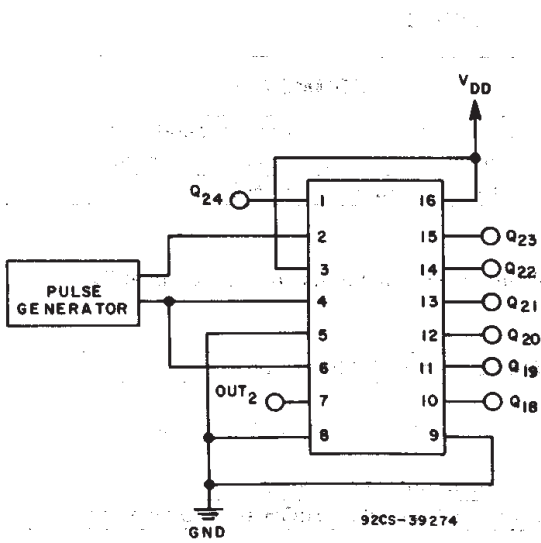 VDD
Q24
1 16
2 15 Q23
3 14 Q22
PULSE
GENERATOR
4 13 Q21
5 12 Q20
6 11 Q19
OUT2 7 10 Q18
8 9
GND
92CS-39274